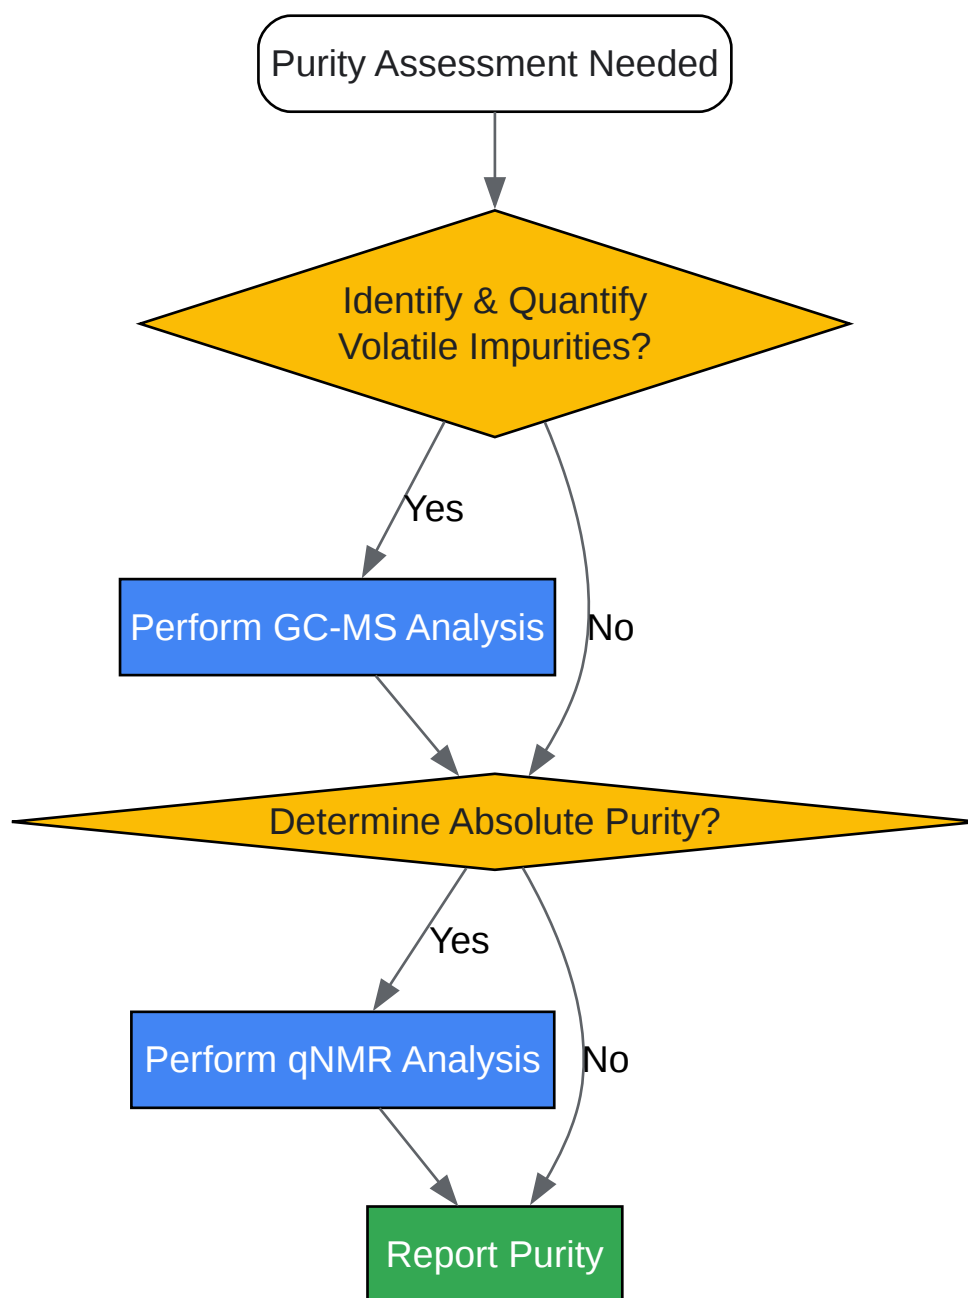 Purity Assessment Needed
Identify & Quantify
Volatile Impurities?
Yes
Perform GC-MS Analysis
No
Determine Absolute Purity?
Yes
Perform qNMR Analysis
No
Report Purity